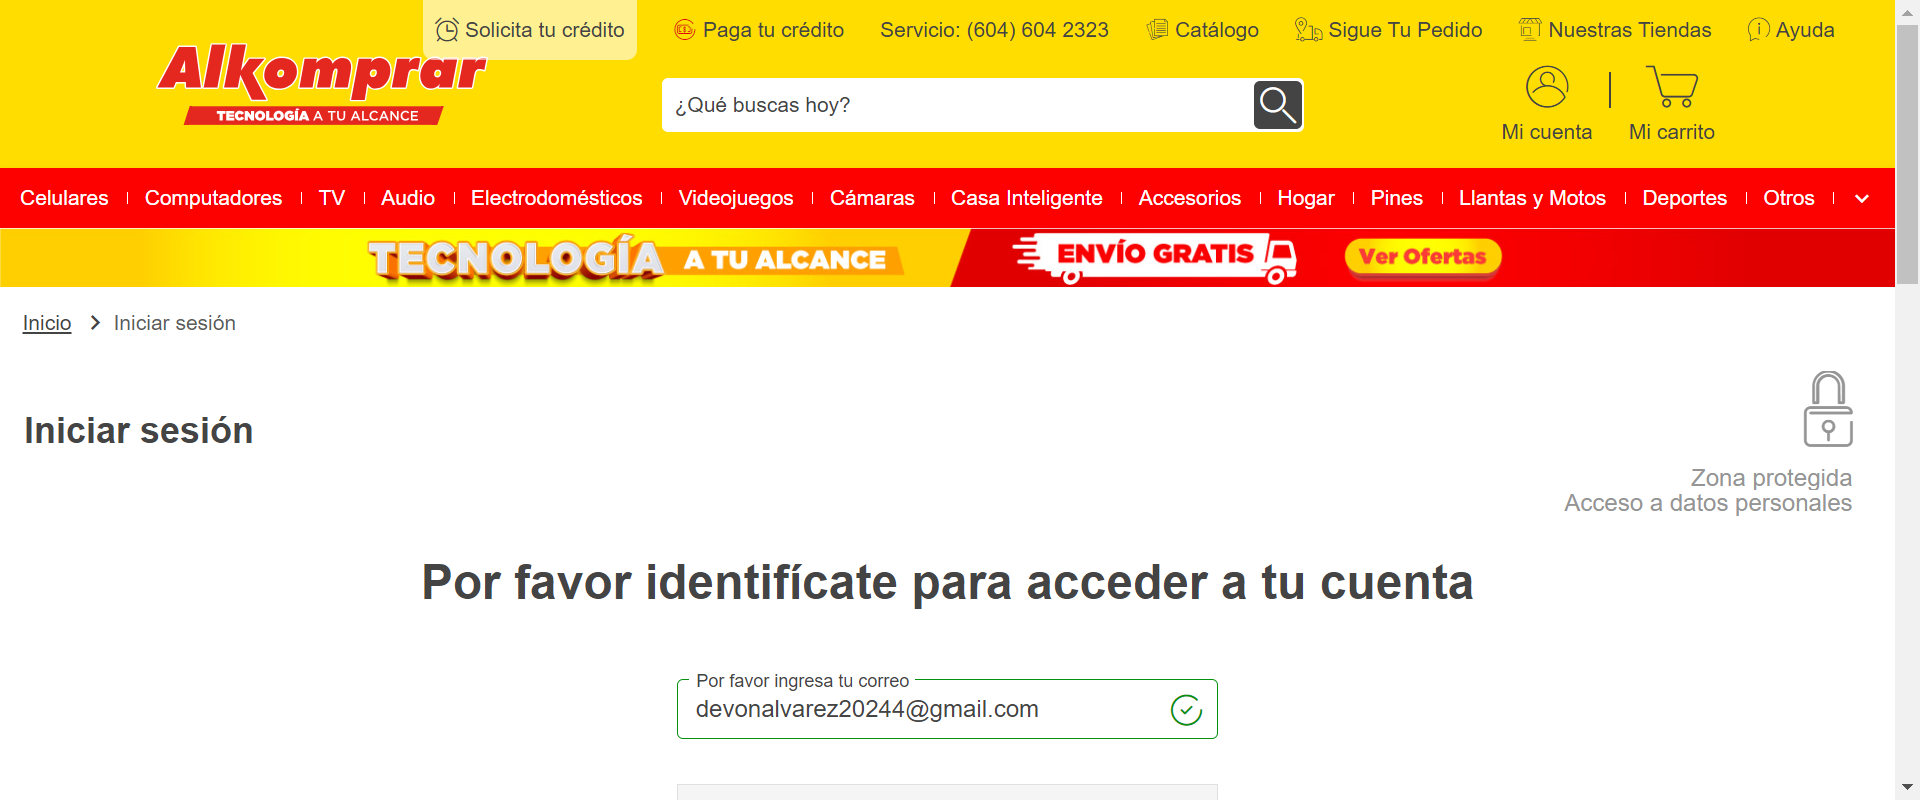 Solicita tu crédito
Paga tu crédito
Servicio: (604) 604 2323
Catálogo
Sigue Tu Pedido
Nuestras Tiendas
Ayuda
Alkomprar
TECNOLOGÍA A TU ALCANCE
¿Qué buscas hoy?
Mi cuenta
Mi carrito
Celulares
Computadores
TV
Audio
Electrodomésticos
Videojuegos
Cámaras
Casa Inteligente
Accesorios
Hogar
Pines
Llantas y Motos
Deportes
Otros
TECNOLOGÍA A TU ALCANCE
ENVÍO GRATIS
Ver Ofertas
Inicio
Iniciar sesión
Iniciar sesión
Zona protegida
Acceso a datos personales
Por favor identifícate para acceder a tu cuenta
Por favor ingresa tu correo
devonalvarez20244@gmail.com